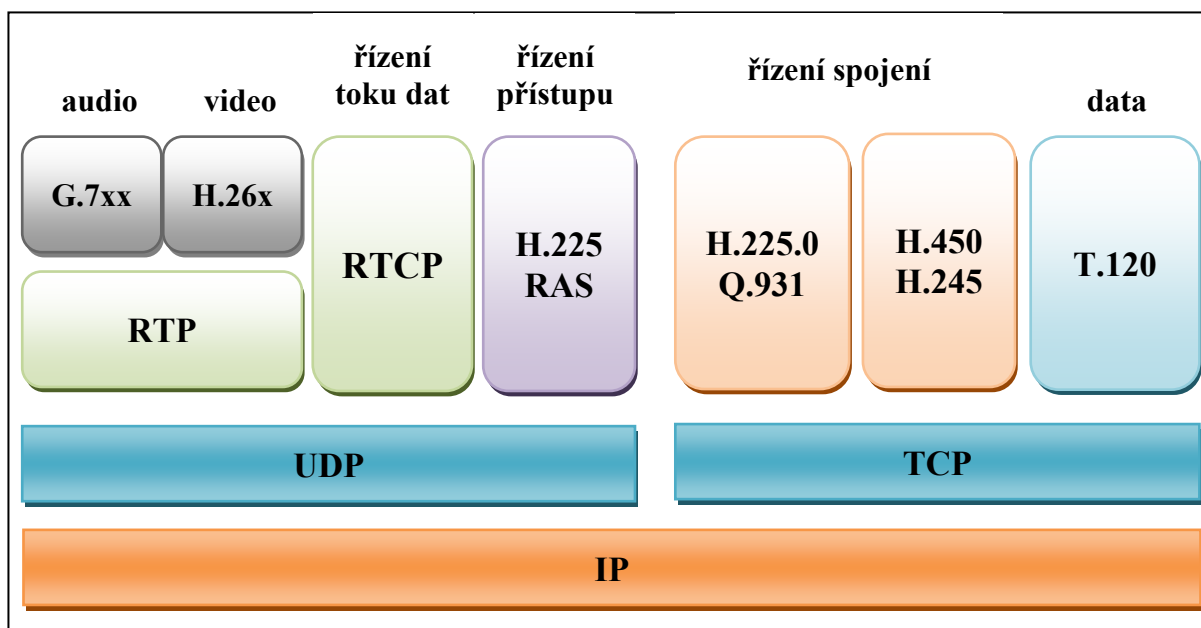 audio
video
řízení
toku dat
řízení
přístupu
řízení spojení
data
G.7xx
H.26x
RTP
RTCP
H.225
RAS
H.225.0
Q.931
H.450
H.245
T.120
UDP
TCP
IP